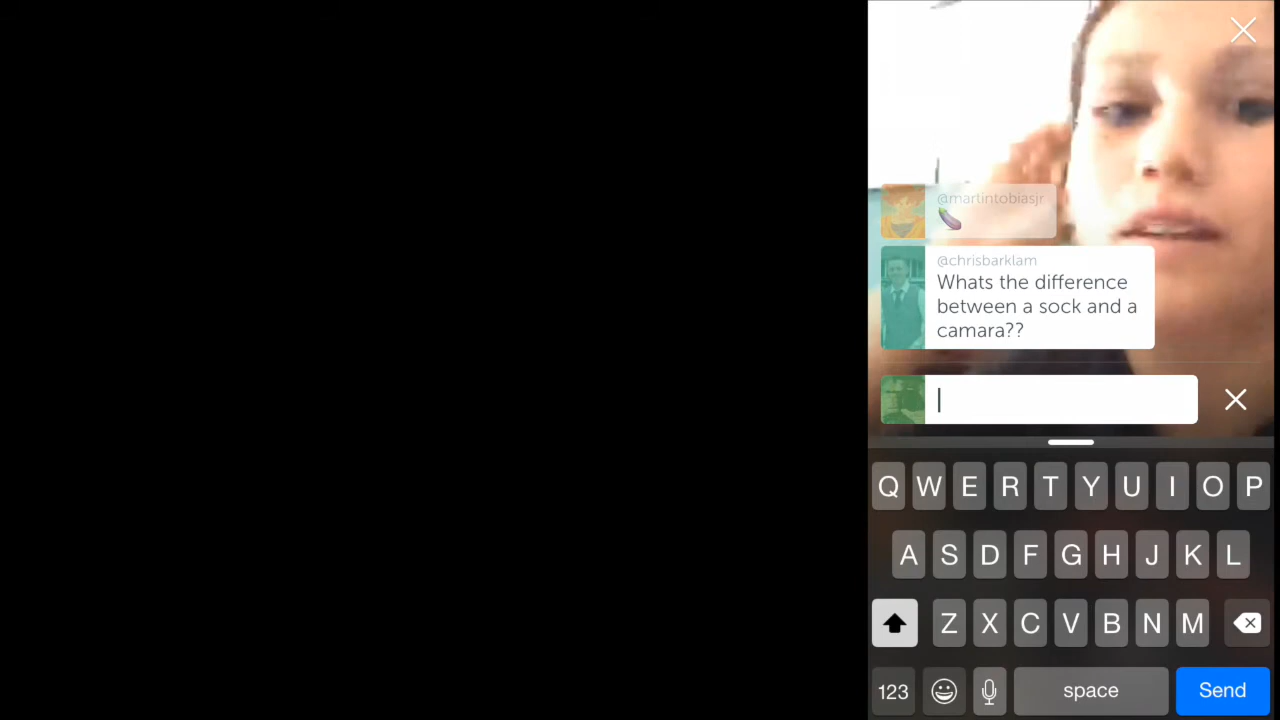 @martintobiasjr
🍆
@chrisbarklam
Whats the difference
between a sock and a
camara??
Q W E R T Y U I O P
A S D F G H J K L
Z X C V B N M
123 space Send